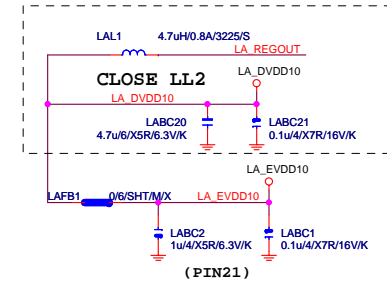 LAL1 4.7uH/0.8A/3225/S LA_REGOUT
CLOSE LL2
LA_DVDD10
LA_DVDD10
LABC20
4.7u/6/X5R/6.3V/K
LABC21
0.1u/4/X7R/16V/K
LA_EVDD10
LAFB1 0/6/SHT/M/X LA_EVDD10
LABC2
1u/4/X5R/6.3V/K
LABC1
0.1u/4/X7R/16V/K
(PIN21)